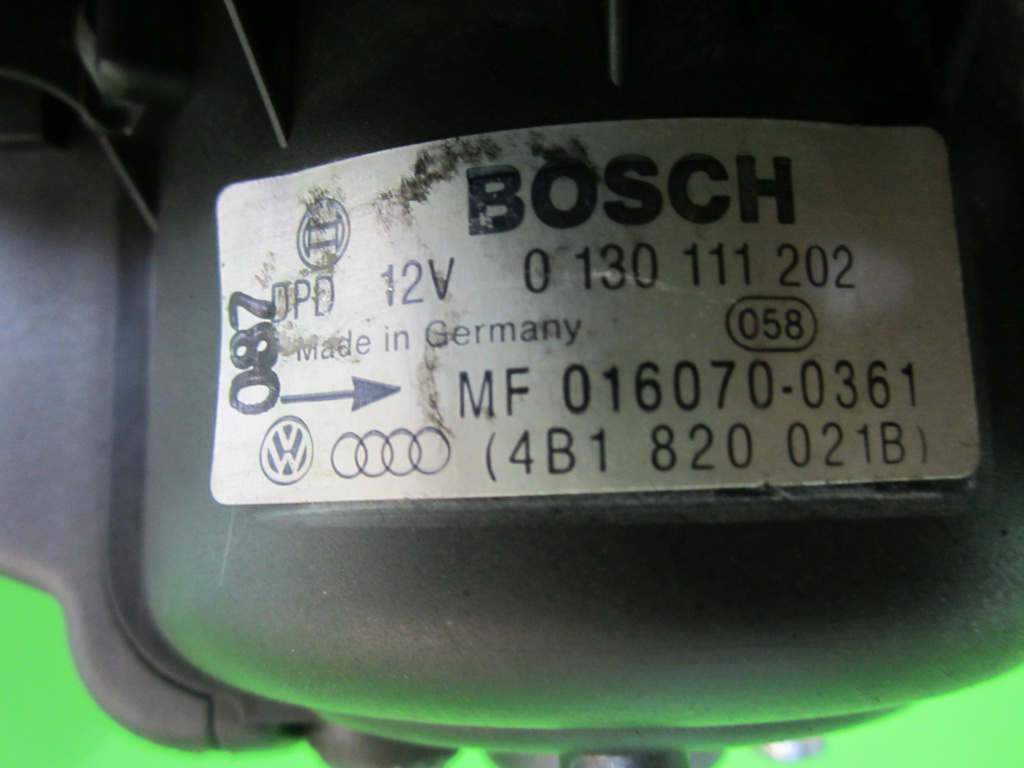 BOSCH
DPD 12V 0 130 111 202
Made in Germany 058
087
MF 016070-0361
(4B1 820 021B)